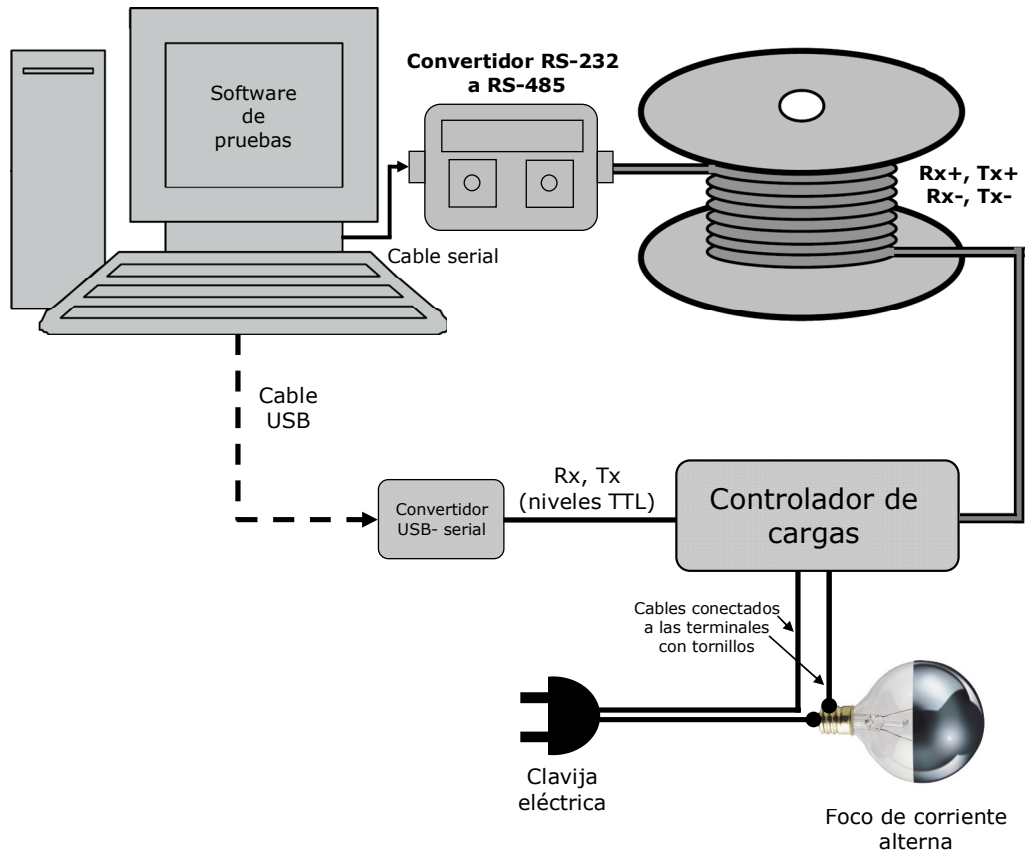 Software
de
pruebas
Convertidor RS-232
a RS-485
Rx+, Tx+
Rx-, Tx-
Cable serial
Cable
USB
Convertidor
USB- serial
Rx, Tx
(niveles TTL)
Controlador de
cargas
Cables conectados
a las terminales
con tornillos
Clavija
eléctrica
Foco de corriente
alterna